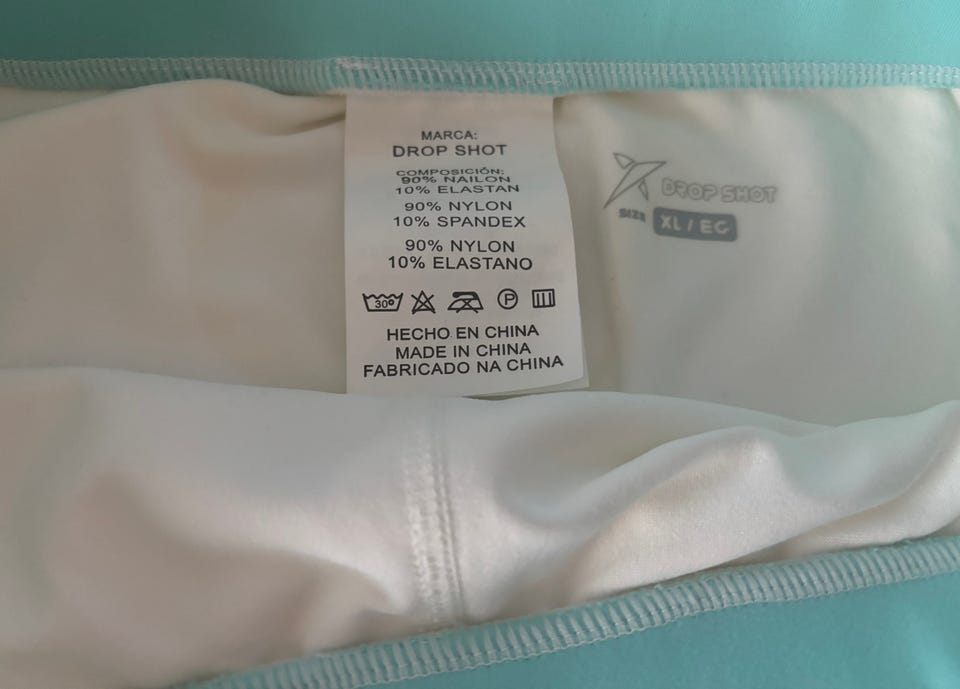 MARCA:
DROP SHOT
COMPOSICIÓN:
90% NAILON
10% ELASTAN
90% NYLON
10% SPANDEX
90% NYLON
10% ELASTANO
30°
P
HECHO EN CHINA
MADE IN CHINA
FABRICADO NA CHINA
DROP SHOT
SIZE XL / EG